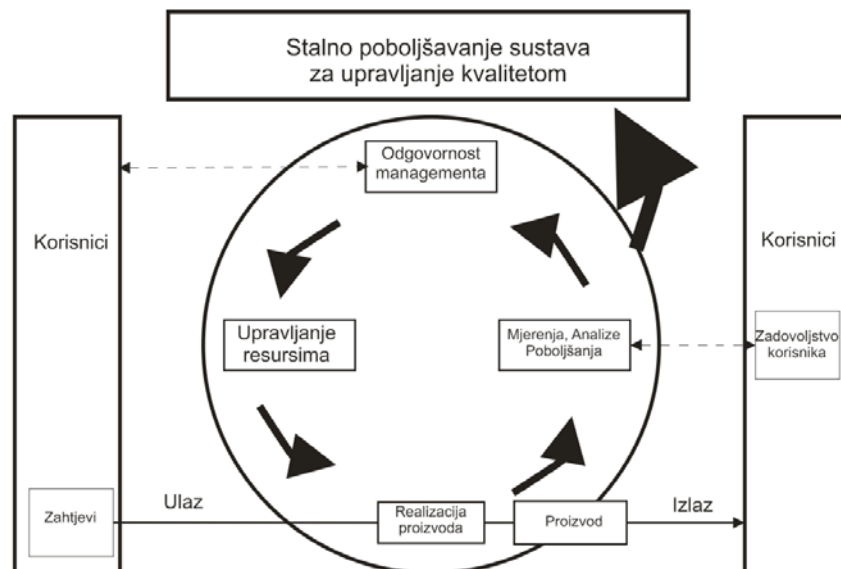 Stalno poboljšavanje sustava
za upravljanje kvalitetom
Odgovornost
managementa
Korisnici
Korisnici
Upravljanje
resursima
Mjerenja, Analize
Poboljšanja
Zadovoljstvo
korisnika
Zahtjevi
Ulaz
Realizacija
proizvoda
Proizvod
Izlaz